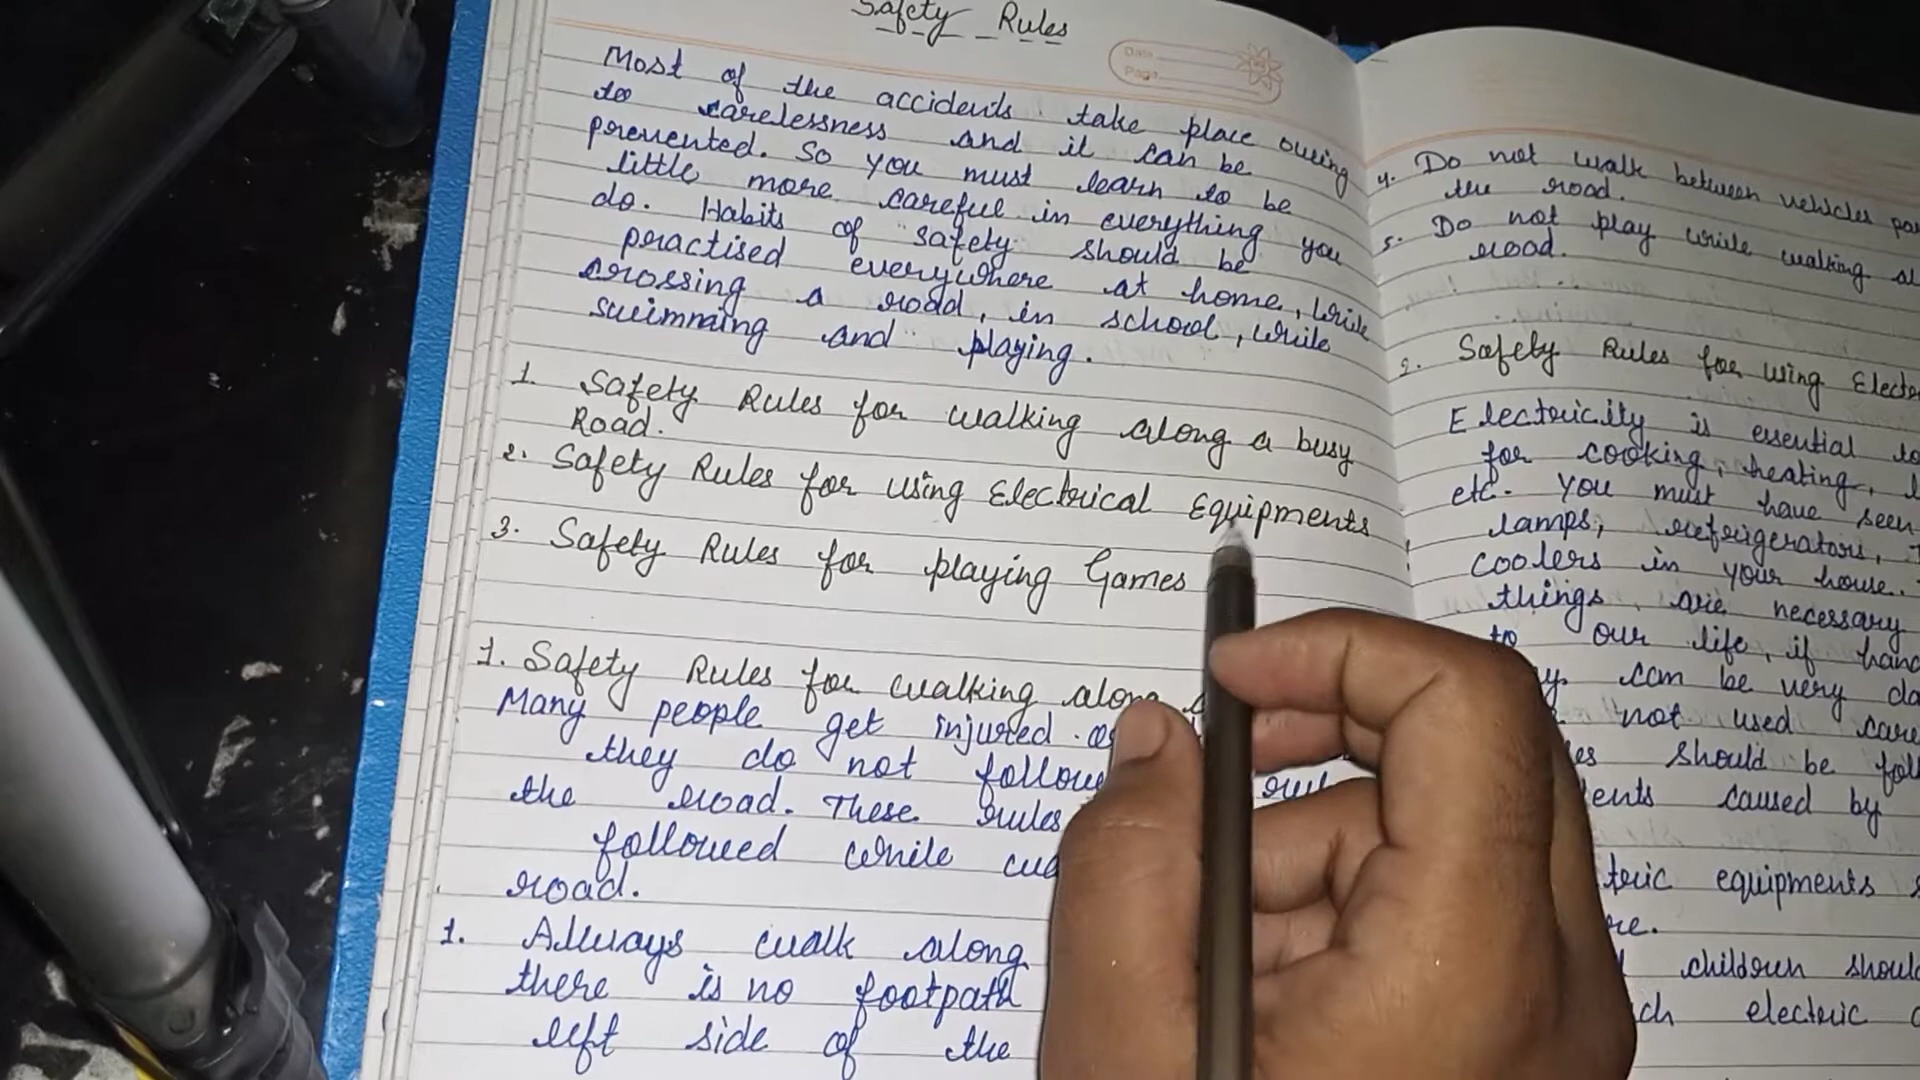 Safety Rules
Date
Page
Most of the accidents take place owing
to carelessness and it can be
prevented. So you must learn to be
little more careful in everything you
do. Habits of safety should be
practised everywhere at home, while
crossing a road, in school, while
swimming and playing.
1. Safety Rules for walking along a busy
Road.
2. Safety Rules for using Electrical Equipments
3. Safety Rules for playing Games
1. Safety Rules for walking along
Many people get injured
they do not follow
the road. These rules
followed while
road.
1. Always walk along
there is no footpath
left side of the
4. Do not walk between vehicles
the road.
5. Do not play while walking
road.
2. Safety Rules for using
Electricity is essential
for cooking, heating,
etc. You must have seen
lamps, refrigerators,
coolers in your house.
things are necessary
to our life, if
can be very
not used
should be
caused by
equipments
children
electric